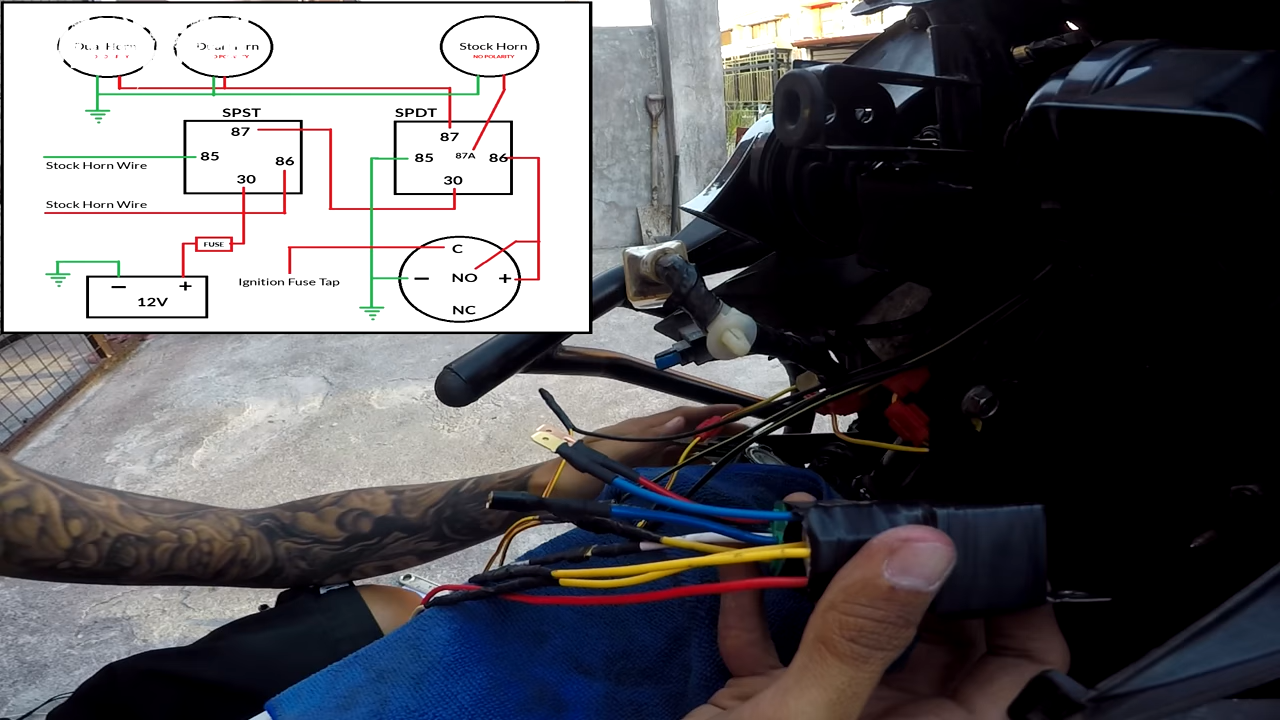 Stock Horn
NO POLARITY
SPST
87
85
86
30
SPDT
87
87A
85
86
30
Stock Horn Wire
Stock Horn Wire
FUSE
Ignition Fuse Tap
12V
C
NO
NC